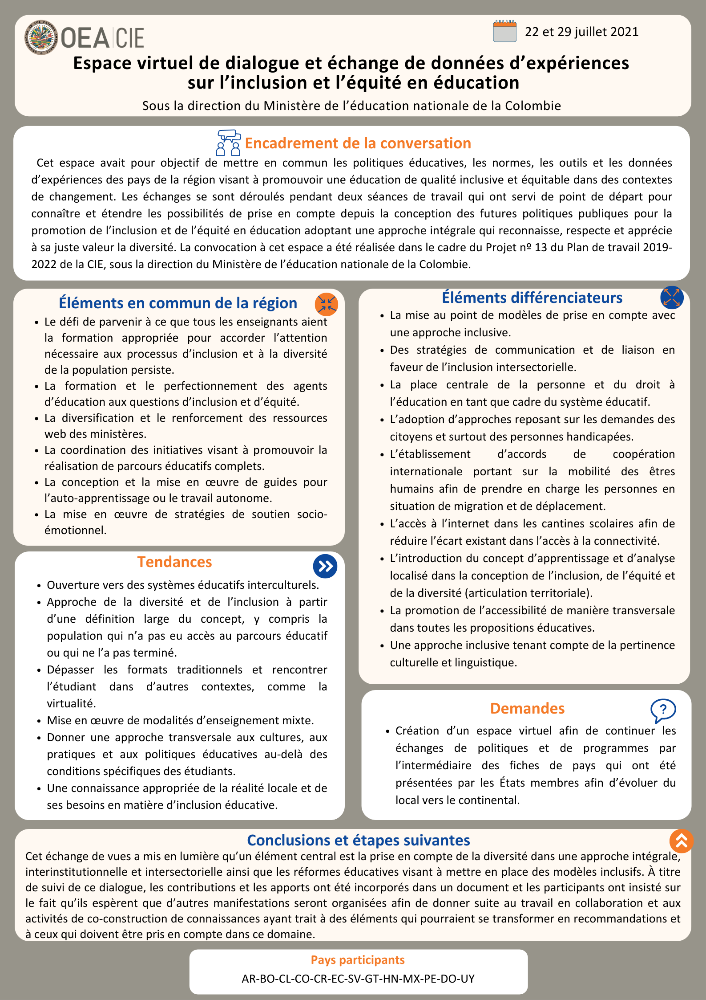 ORGANIZACIÓN DE LOS ESTADOS AMERICANOS
OEA|CIE
22 et 29 juillet 2021
Espace virtuel de dialogue et échange de données d’expériences
sur l’inclusion et l’équité en éducation
Sous la direction du Ministère de l’éducation nationale de la Colombie
Encadrement de la conversation
Cet espace avait pour objectif de mettre en commun les politiques éducatives, les normes, les outils et les données
d’expériences des pays de la région visant à promouvoir une éducation de qualité inclusive et équitable dans des contextes
de changement. Les échanges se sont déroulés pendant deux séances de travail qui ont servi de point de départ pour
connaître et étendre les possibilités de prise en compte depuis la conception des futures politiques publiques pour la
promotion de l’inclusion et de l’équité en éducation adoptant une approche intégrale qui reconnaisse, respecte et apprécie
à sa juste valeur la diversité. La convocation à cet espace a été réalisée dans le cadre du Projet nº 13 du Plan de travail 2019-
2022 de la CIE, sous la direction du Ministère de l’éducation nationale de la Colombie.
Éléments en commun de la région
• Le défi de parvenir à ce que tous les enseignants aient
la formation appropriée pour accorder l’attention
nécessaire aux processus d’inclusion et à la diversité
de la population persiste.
• La formation et le perfectionnement des agents
d’éducation aux questions d’inclusion et d’équité.
• La diversification et le renforcement des ressources
web des ministères.
• La coordination des initiatives visant à promouvoir la
réalisation de parcours éducatifs complets.
• La conception et la mise en œuvre de guides pour
l’auto-apprentissage ou le travail autonome.
• La mise en œuvre de stratégies de soutien socio-
émotionnel.
Tendances
• Ouverture vers des systèmes éducatifs interculturels.
• Approche de la diversité et de l’inclusion à partir
d’une définition large du concept, y compris la
population qui n’a pas eu accès au parcours éducatif
ou qui ne l’a pas terminé.
• Dépasser les formats traditionnels et rencontrer
l’étudiant dans d’autres contextes, comme la
virtualité.
• Mise en œuvre de modalités d’enseignement mixte.
• Donner une approche transversale aux cultures, aux
pratiques et aux politiques éducatives au-delà des
conditions spécifiques des étudiants.
• Une connaissance appropriée de la réalité locale et de
ses besoins en matière d’inclusion éducative.
Éléments différenciateurs
• La mise au point de modèles de prise en compte avec
une approche inclusive.
• Des stratégies de communication et de liaison en
faveur de l’inclusion intersectorielle.
• La place centrale de la personne et du droit à
l’éducation en tant que cadre du système éducatif.
• L’adoption d’approches reposant sur les demandes des
citoyens et surtout des personnes handicapées.
• L’établissement d’accords de coopération
internationale portant sur la mobilité des êtres
humains afin de prendre en charge les personnes en
situation de migration et de déplacement.
• L’accès à l’internet dans les cantines scolaires afin de
réduire l’écart existant dans l’accès à la connectivité.
• L’introduction du concept d’apprentissage et d’analyse
localisé dans la conception de l’inclusion, de l’équité et
de la diversité (articulation territoriale).
• La promotion de l’accessibilité de manière transversale
dans toutes les propositions éducatives.
• Une approche inclusive tenant compte de la pertinence
culturelle et linguistique.
Demandes
?
• Création d’un espace virtuel afin de continuer les
échanges de politiques et de programmes par
l’intermédiaire des fiches de pays qui ont été
présentées par les États membres afin d’évoluer du
local vers le continental.
Conclusions et étapes suivantes
Cet échange de vues a mis en lumière qu’un élément central est la prise en compte de la diversité dans une approche intégrale,
interinstitutionnelle et intersectorielle ainsi que les réformes éducatives visant à mettre en place des modèles inclusifs. À titre
de suivi de ce dialogue, les contributions et les apports ont été incorporés dans un document et les participants ont insisté sur
le fait qu’ils espèrent que d’autres manifestations seront organisées afin de donner suite au travail en collaboration et aux
activités de co-construction de connaissances ayant trait à des éléments qui pourraient se transformer en recommandations et
à ceux qui doivent être pris en compte dans ce domaine.
Pays participants
AR-BO-CL-CO-CR-EC-SV-GT-HN-MX-PE-DO-UY